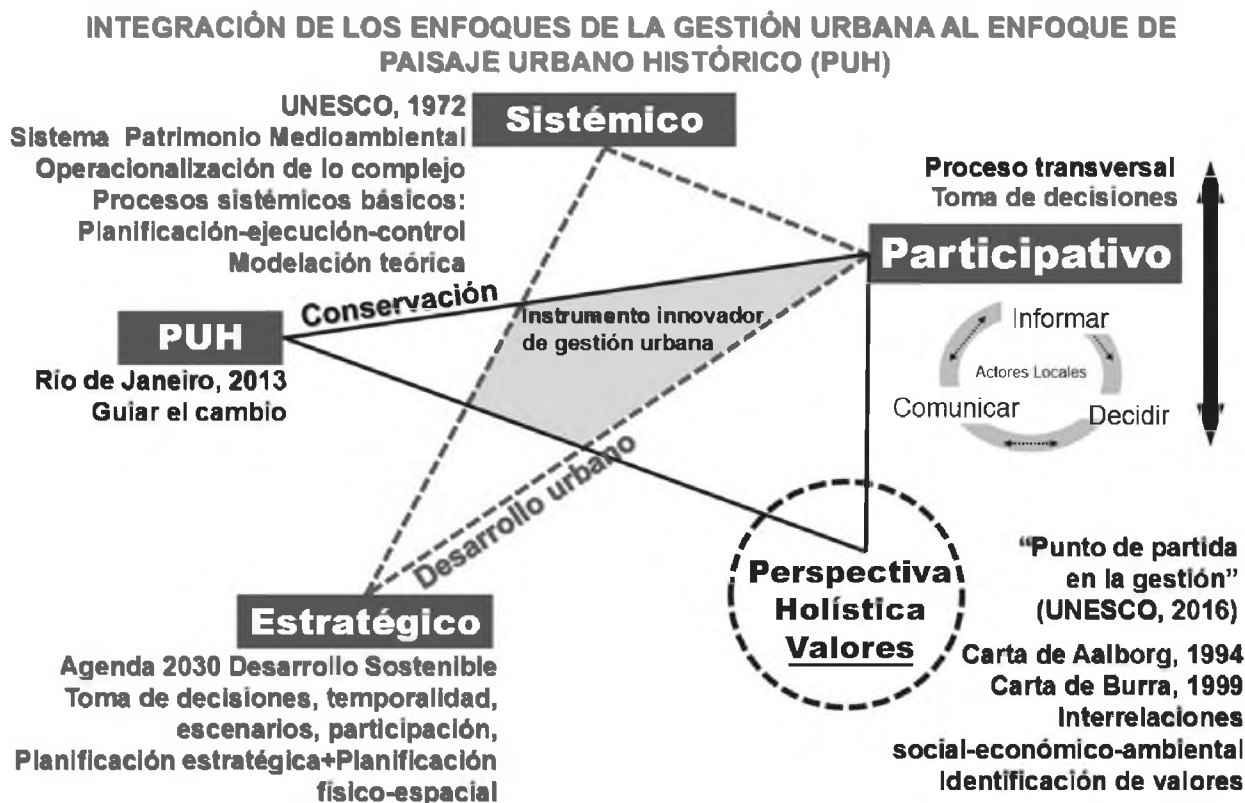 INTEGRACIÓN DE LOS ENFOQUES DE LA GESTIÓN URBANA AL ENFOQUE DE
PAISAJE URBANO HISTÓRICO (PUH)
UNESCO, 1972
Sistema Patrimonio Medioambiental
Operacionalización de lo complejo
Procesos sistémicos básicos:
Planificación-ejecución-control
Modelación teórica
Sistémico
Proceso transversal
Toma de decisiones
Participativo
Informar
Actores Locales
Comunicar
Decidir
Conservación
Instrumento innovador
de gestión urbana
PUH
Río de Janeiro, 2013
Guiar el cambio
Desarrollo urbano
Estratégico
Agenda 2030 Desarrollo Sostenible
Toma de decisiones, temporalidad,
escenarios, participación,
Planificación estratégica+Planificación
físico-espacial
Perspectiva
Holística
Valores
“Punto de partida
en la gestión”
(UNESCO, 2016)
Carta de Aalborg, 1994
Carta de Burra, 1999
Interrelaciones
social-económico-ambiental
Identificación de valores